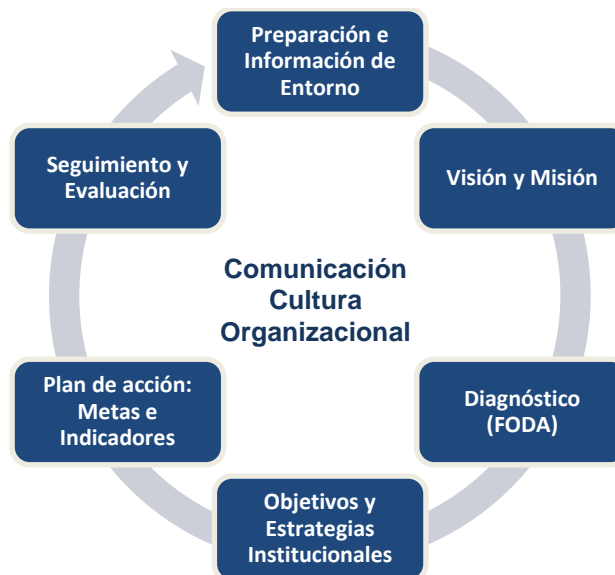 Preparación e
Información de
Entorno
Visión y Misión
Diagnóstico
(FODA)
Objetivos y
Estrategias
Institucionales
Plan de acción:
Metas e
Indicadores
Seguimiento y
Evaluación
Comunicación
Cultura
Organizacional